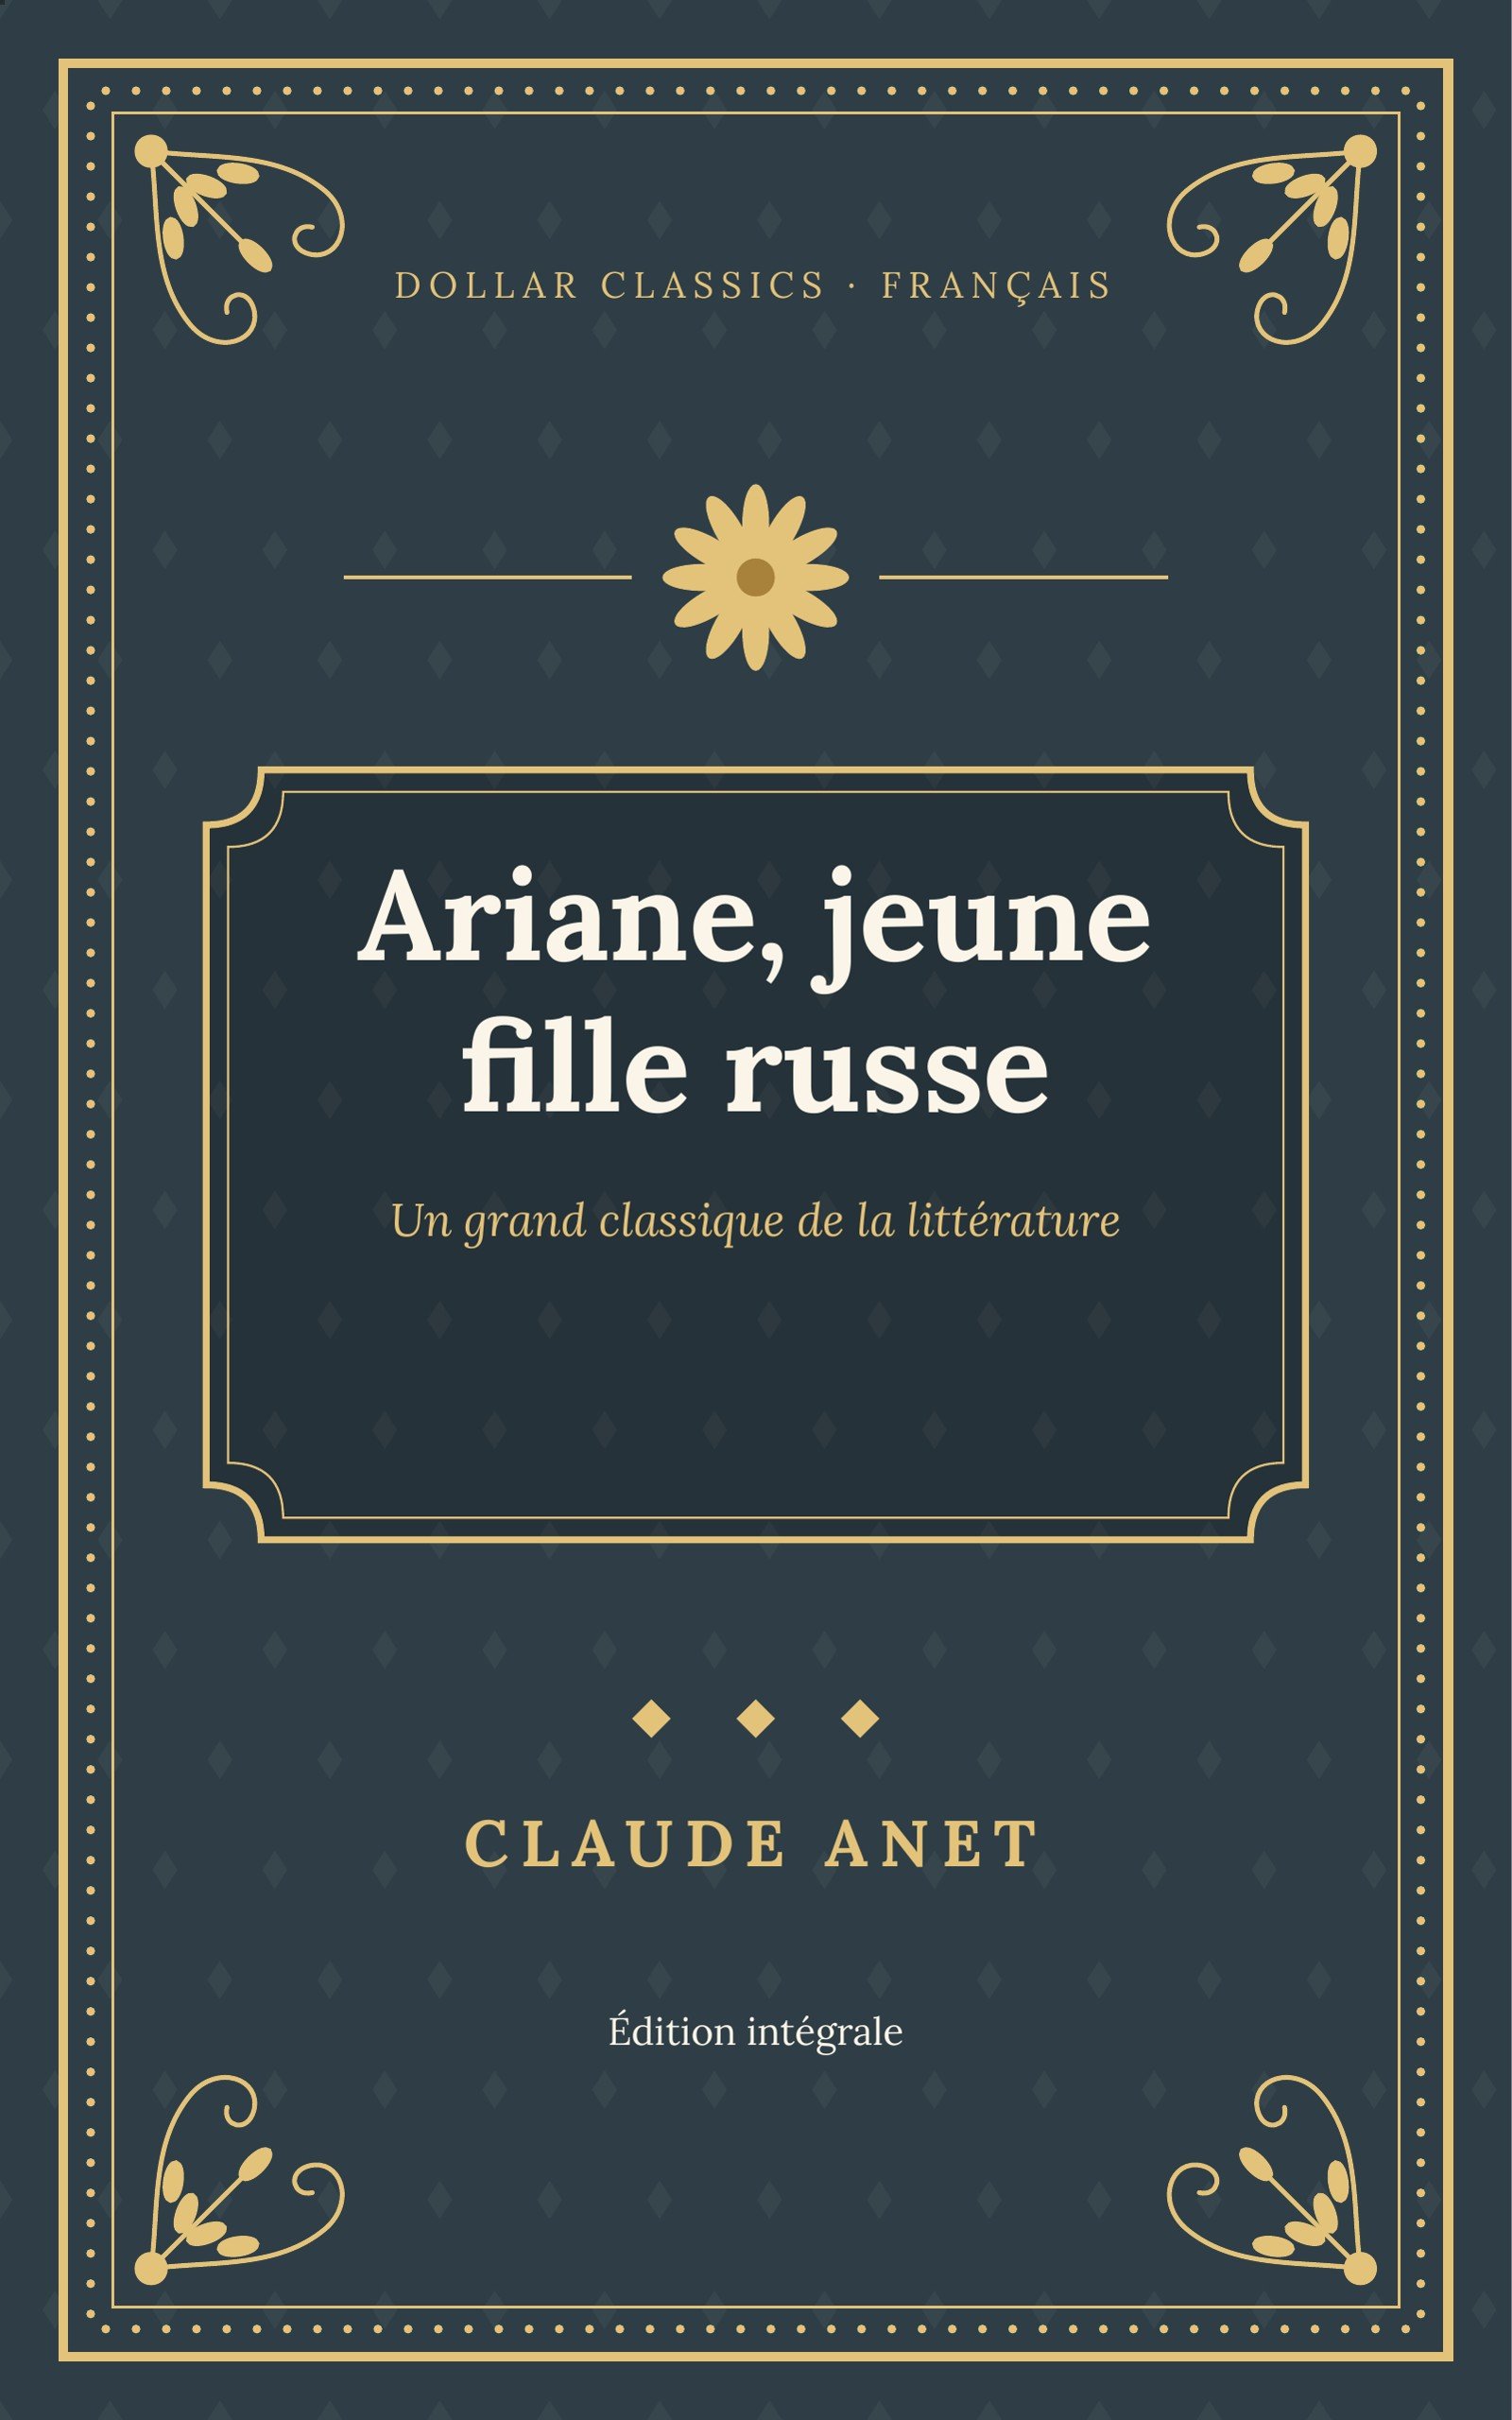 DOLLAR CLASSICS · FRANÇAIS
Ariane, jeune
fille russe
Un grand classique de la littérature
CLAUDE ANET
Édition intégrale